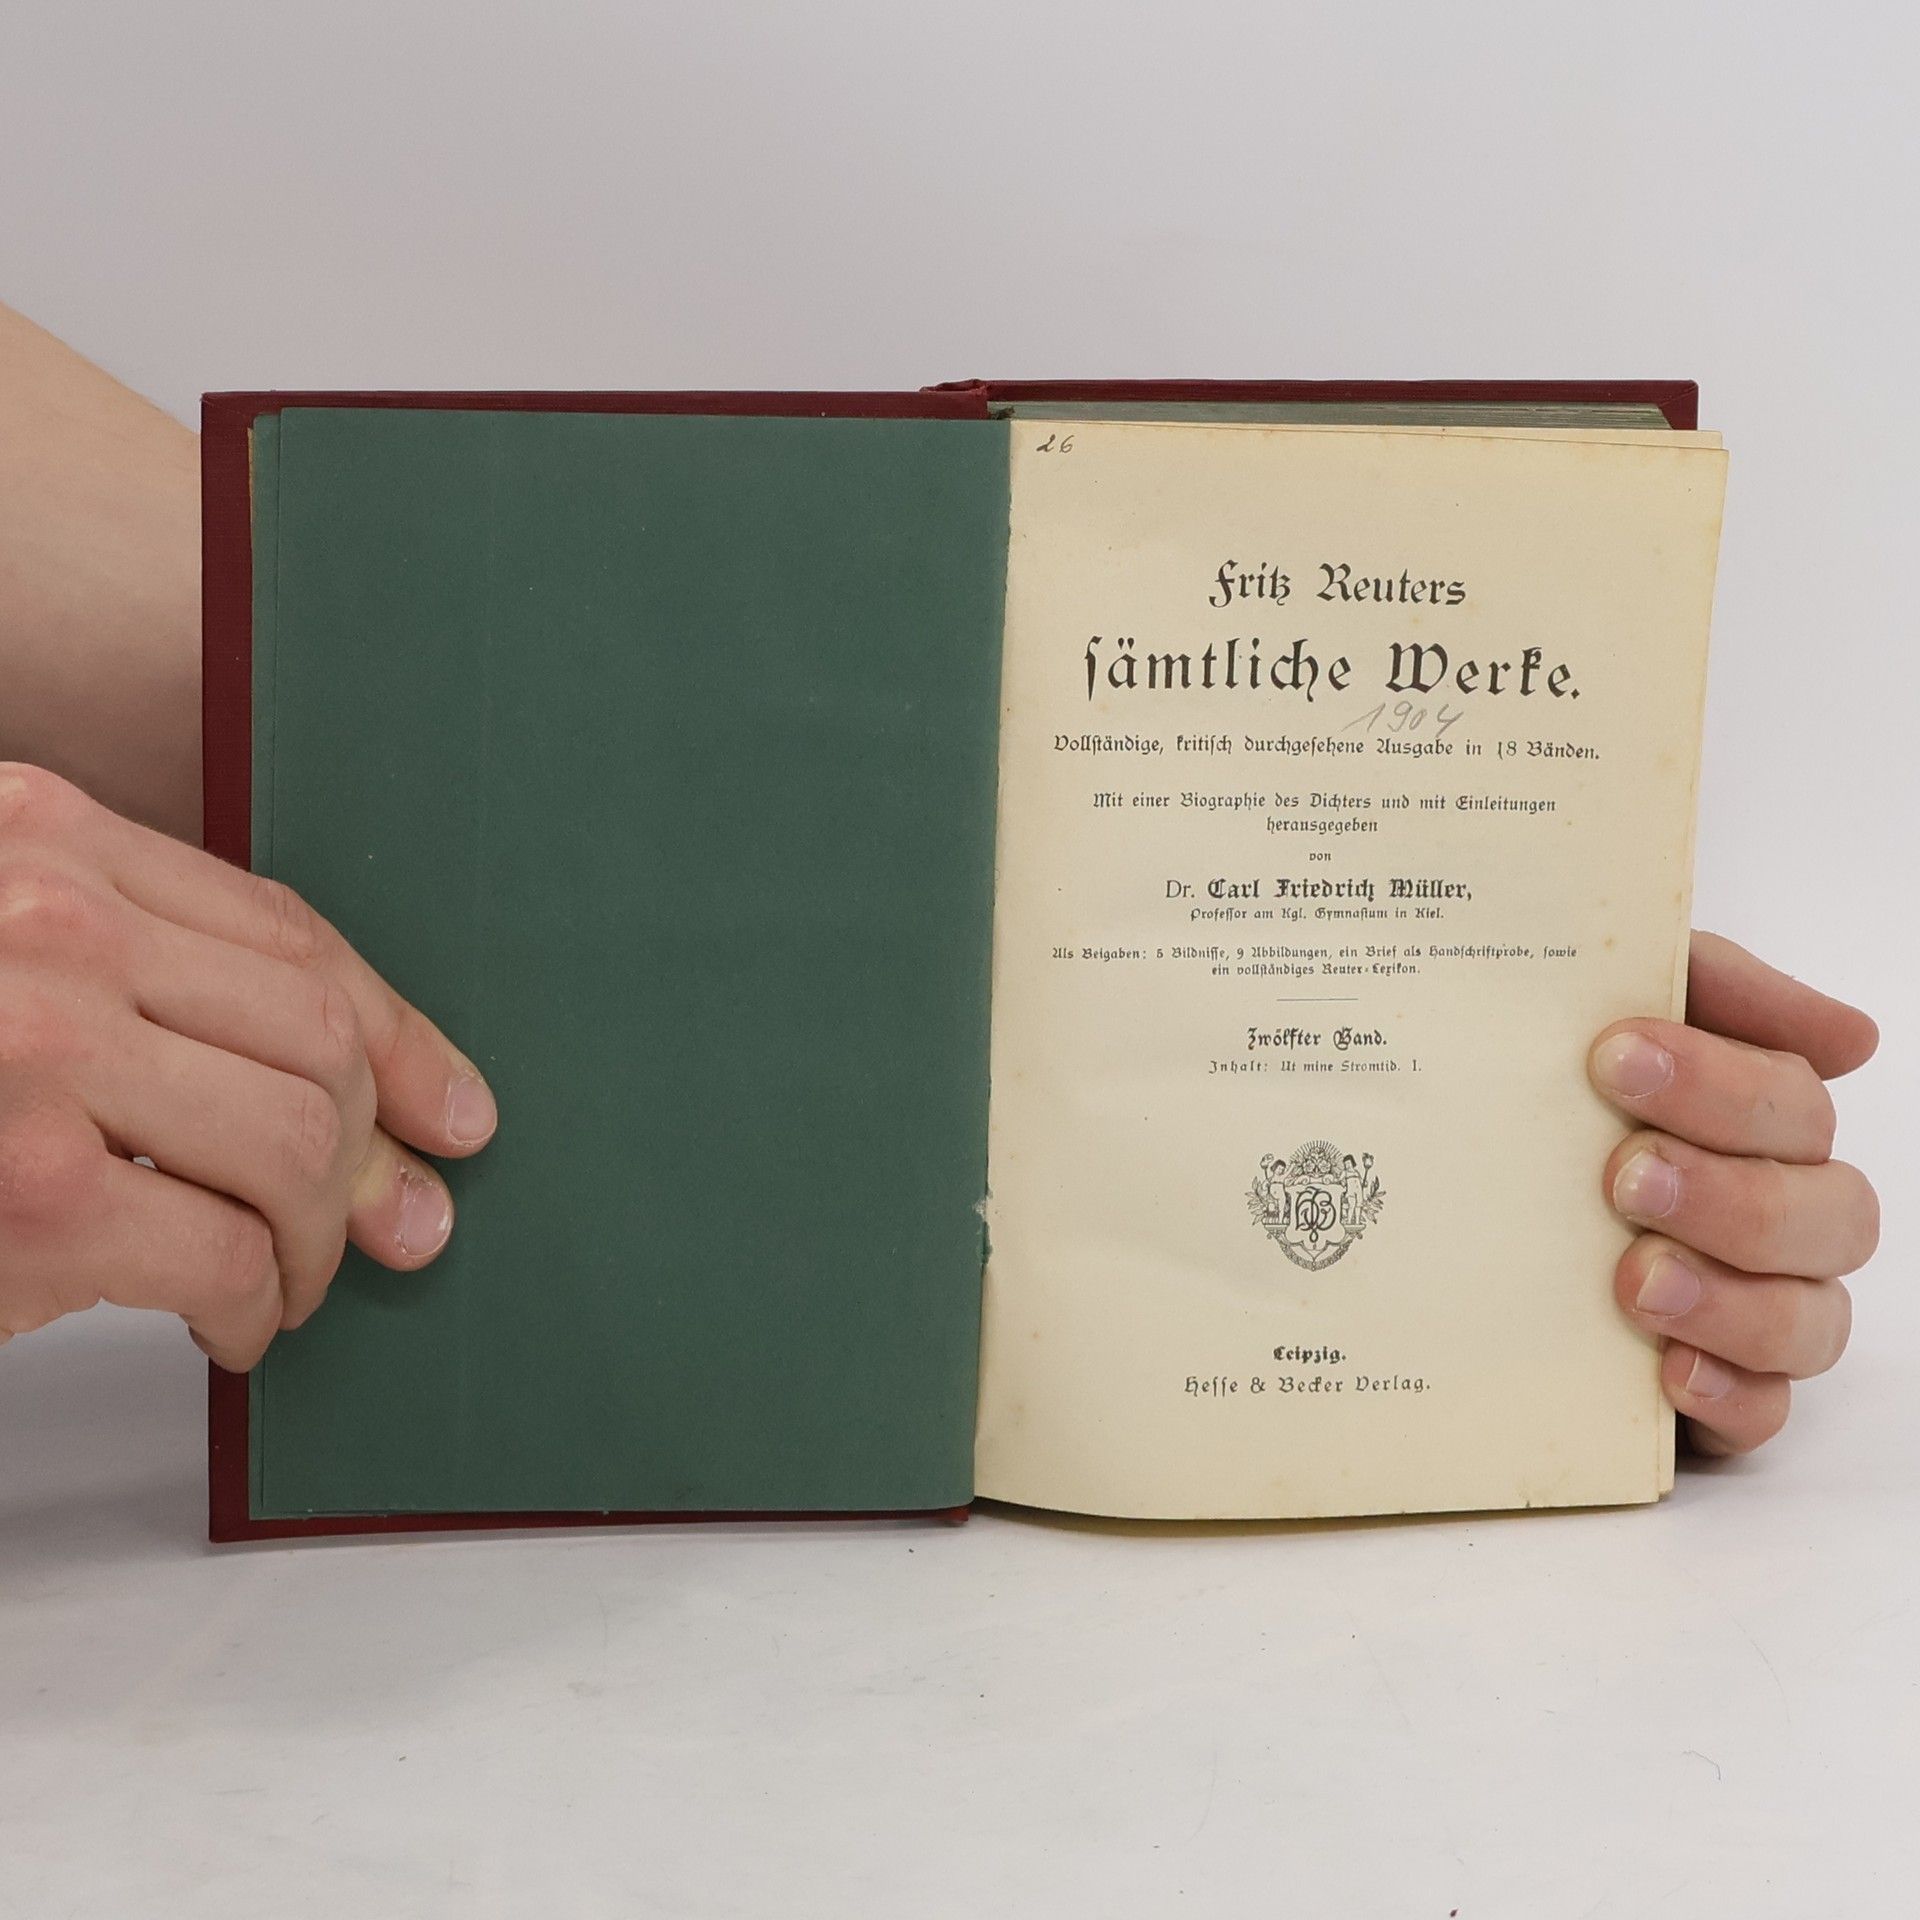 26
Fritz Reuters
sämtliche Werke.
1904
Vollständige, kritisch durchgesehene Ausgabe in 18 Bänden.
Mit einer Biographie des Dichters und mit Einleitungen
herausgegeben
von
Dr. Carl Friedrich Müller,
Professor am Kgl. Gymnasium in Kiel.
Als Beigaben: 5 Bildnisse, 9 Abbildungen, ein Brief als Handschriftprobe, sowie
ein vollständiges Reuter-Lexikon.
Zwölfter Band.
Inhalt: Ut mine Stromtid. I.
Leipzig.
Hesse & Becker Verlag.